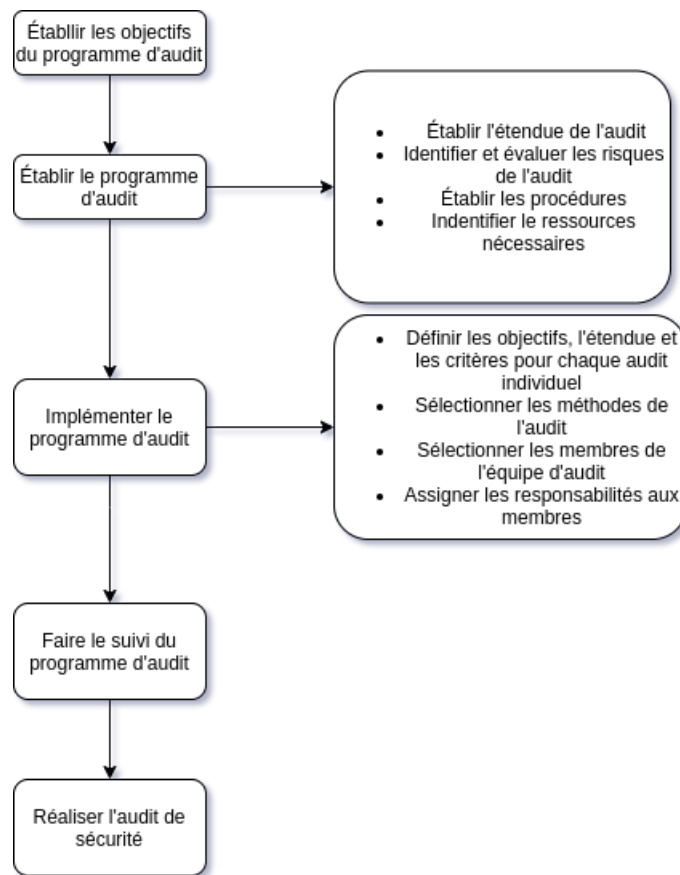 Établlir les objectifs
du programme d'audit
Établir le programme
d'audit
• Établir l'étendue de l'audit
• Identifier et évaluer les risques
de l'audit
• Établir les procédures
• Indentifier le ressources
nécessaires
Implémenter le
programme d'audit
• Définir les objectifs, l'étendue et
les critères pour chaque audit
individuel
• Sélectionner les méthodes de
l'audit
• Sélectionner les membres de
l'équipe d'audit
• Assigner les responsabilités aux
membres
Faire le suivi du
programme d'audit
Réaliser l'audit de
sécurité